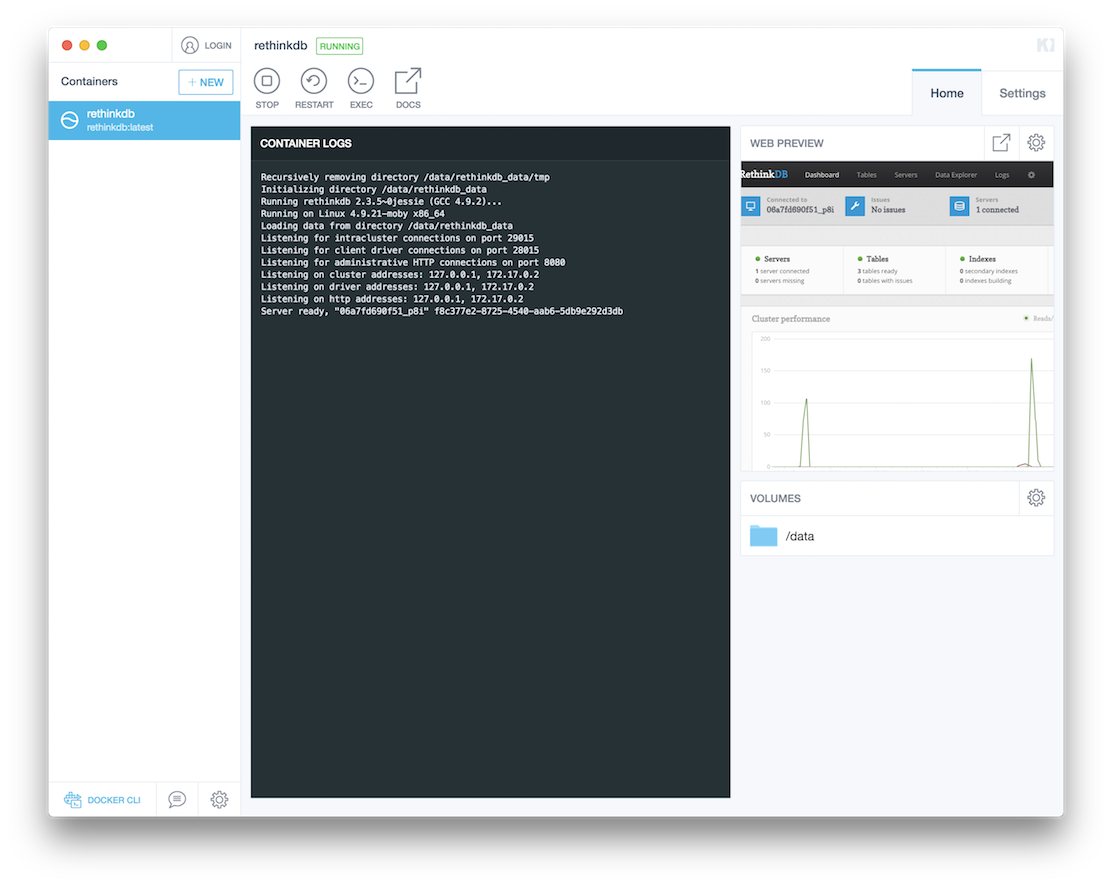 LOGIN
rethinkdb RUNNING
Containers
+ NEW
rethinkdb
rethinkdb:latest
STOP RESTART EXEC DOCS
Home Settings
CONTAINER LOGS
Recursively removing directory /data/rethinkdb_data/tmp
Initializing directory /data/rethinkdb_data
Running rethinkdb 2.3.5~0jessie (GCC 4.9.2)...
Running on Linux 4.9.21-moby x86_64
Loading data from directory /data/rethinkdb_data
Listening for intracluster connections on port 29015
Listening for client driver connections on port 28015
Listening for administrative HTTP connections on port 8080
Listening on cluster addresses: 127.0.0.1, 172.17.0.2
Listening on driver addresses: 127.0.0.1, 172.17.0.2
Listening on http addresses: 127.0.0.1, 172.17.0.2
Server ready, "06a7fd690f51_p8i" f8c377e2-8725-4540-aab6-5db9e292d3db
WEB PREVIEW
RethinkDB Dashboard Tables Servers Data Explorer Logs
Connected to
06a7fd690f51_p8i
Issues
No issues
Servers
1 connected
Servers
1 server connected
0 servers missing
Tables
3 tables ready
0 tables with issues
Indexes
0 secondary indexes
0 indexes building
Cluster performance
Reads/
200
150
100
50
0
VOLUMES
/data
DOCKER CLI